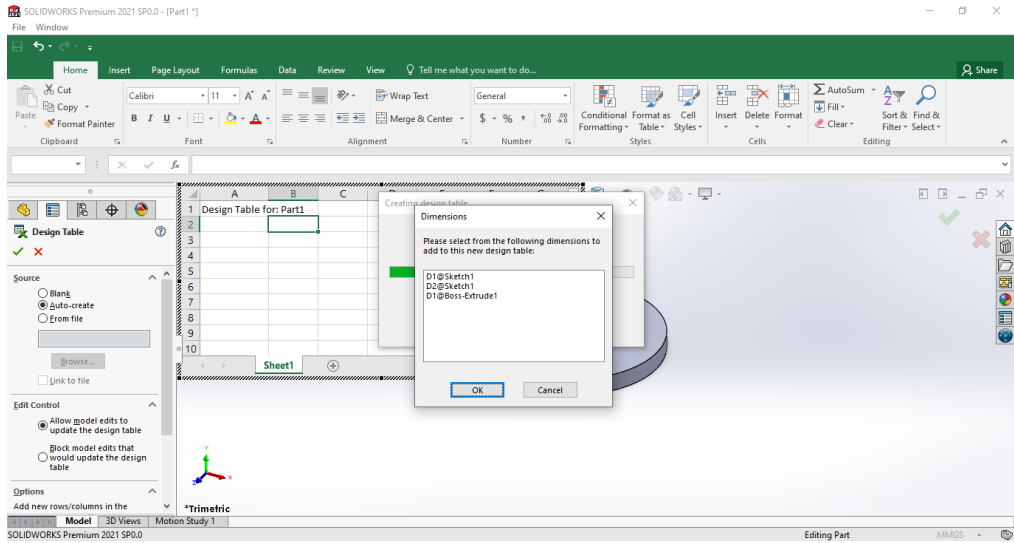 SOLIDWORKS Premium 2021 SP0.0 - [Part1 *]
File Window
Home Insert Page Layout Formulas Data Review View Tell me what you want to do... Share
Cut
Copy
Format Painter
Paste
Calibri 11
B I U
Wrap Text
Merge & Center
General
$ % ,
Conditional Formatting
Format as Table
Cell Styles
Insert Delete Format
AutoSum
Fill
Clear
Sort & Filter
Find & Select
Clipboard Font Alignment Number Styles Cells Editing
fx
A B C
1 Design Table for: Part1
2
3
4
5
6
7
8
9
10
Sheet1
Design Table
Source
Blank
Auto-create
From file
Browse...
Link to file
Edit Control
Allow model edits to
update the design table
Block model edits that
would update the design
table
Options
Add new rows/columns in the
Creating design table
Dimensions
Please select from the following dimensions to
add to this new design table:
D1@Sketch1
D2@Sketch1
D1@Boss-Extrude1
OK Cancel
Y
X
Z
*Trimetric
Model 3D Views Motion Study 1
SOLIDWORKS Premium 2021 SP0.0 Editing Part MMGS -